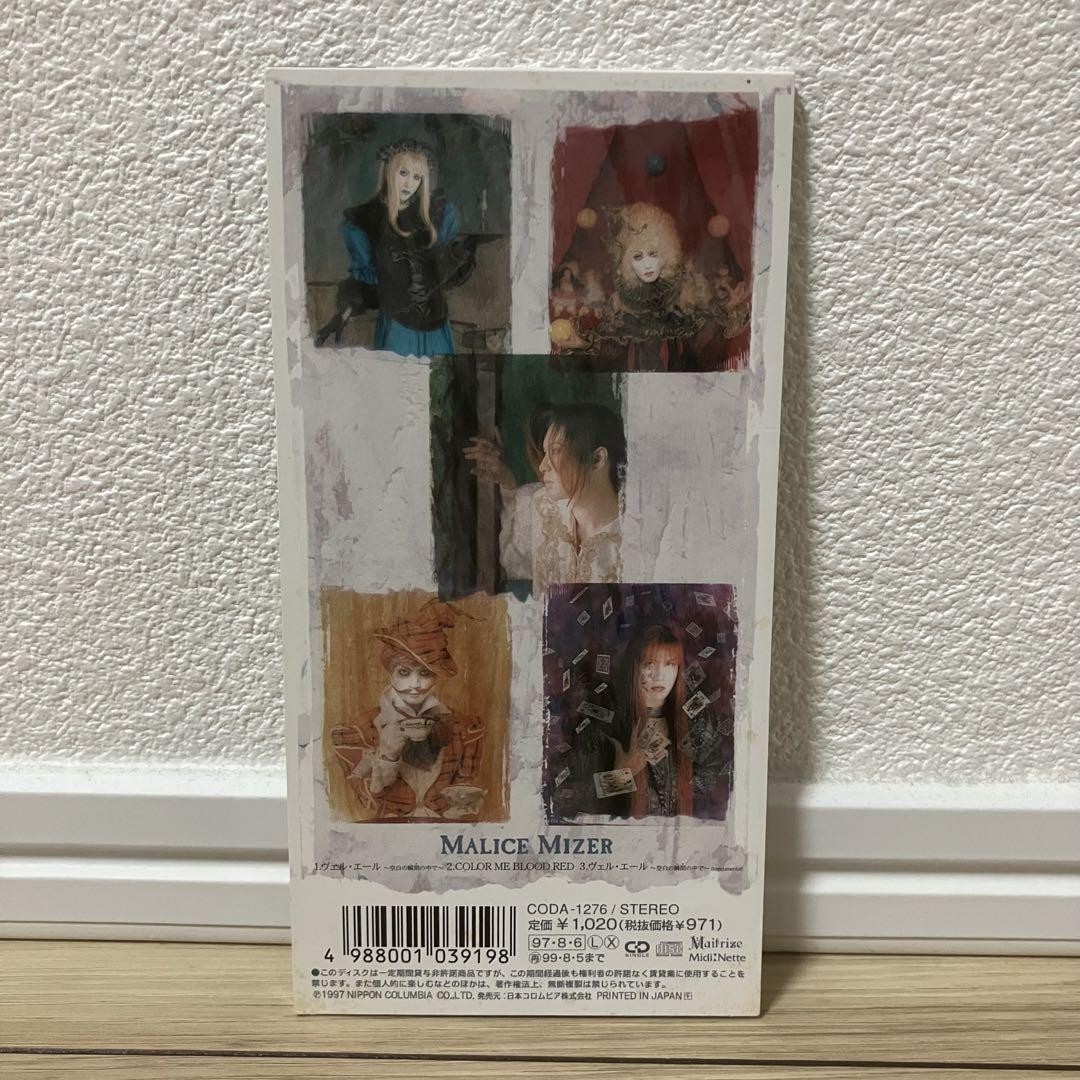 MALICE MIZER
1.ヴェル・エール ～空白の瞬間の中で～ 2.COLOR ME BLOOD RED 3.ヴェル・エール ～空白の瞬間の中で～ (Instrumental)
CODA-1276 / STEREO
定価 ¥1,020(税抜価格¥971)
97・8・6 L X CD SINGLE disc Maitrize
再99・8・5まで Midi:Nette
4 988001 039198
●このディスクは一定期間貸与非許諾商品ですが、この期間経過後も権利者の許諾なく賃貸業に使用することを
禁じます。また個人的に楽しむなどのほかは、著作権法上、無断複製は禁じられています。
Ⓟ1997 NIPPON COLUMBIA CO.,LTD. 発売元:日本コロムビア株式会社 PRINTED IN JAPAN